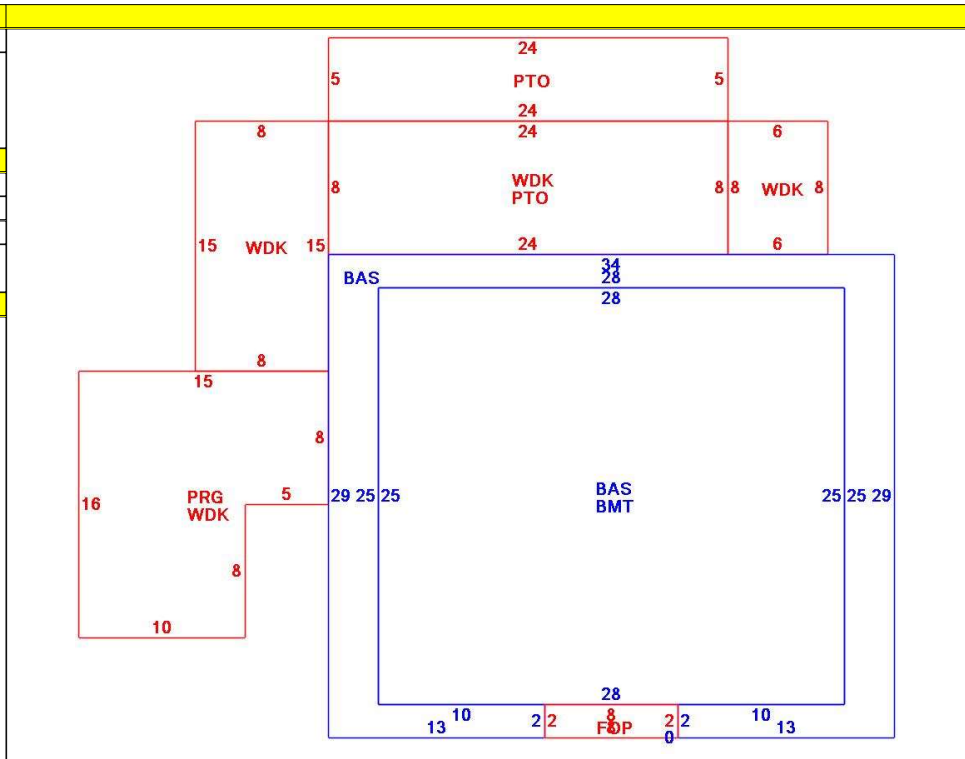 24
5 PTO 5
24
8 24 6
8 WDK PTO 8 8 WDK 8
15 WDK 15
24 6
34
BAS 28
28
8
15
8
29 25 25 BAS BMT 25 25 29
16 PRG WDK 5
8
10
28
10 2 2 8 2 2 10
13 FOP 0 13